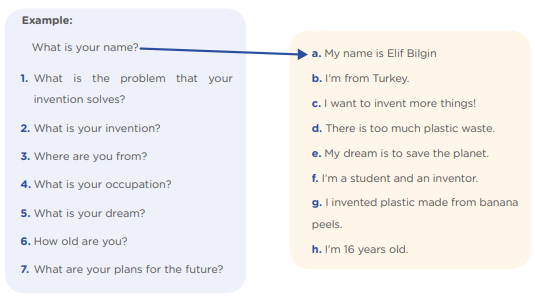 Example:
What is your name?
1. What is the problem that your
invention solves?
2. What is your invention?
3. Where are you from?
4. What is your occupation?
5. What is your dream?
6. How old are you?
7. What are your plans for the future?
a. My name is Elif Bilgin
b. I'm from Turkey.
c. I want to invent more things!
d. There is too much plastic waste.
e. My dream is to save the planet.
f. I'm a student and an inventor.
g. I invented plastic made from banana
peels.
h. I'm 16 years old.